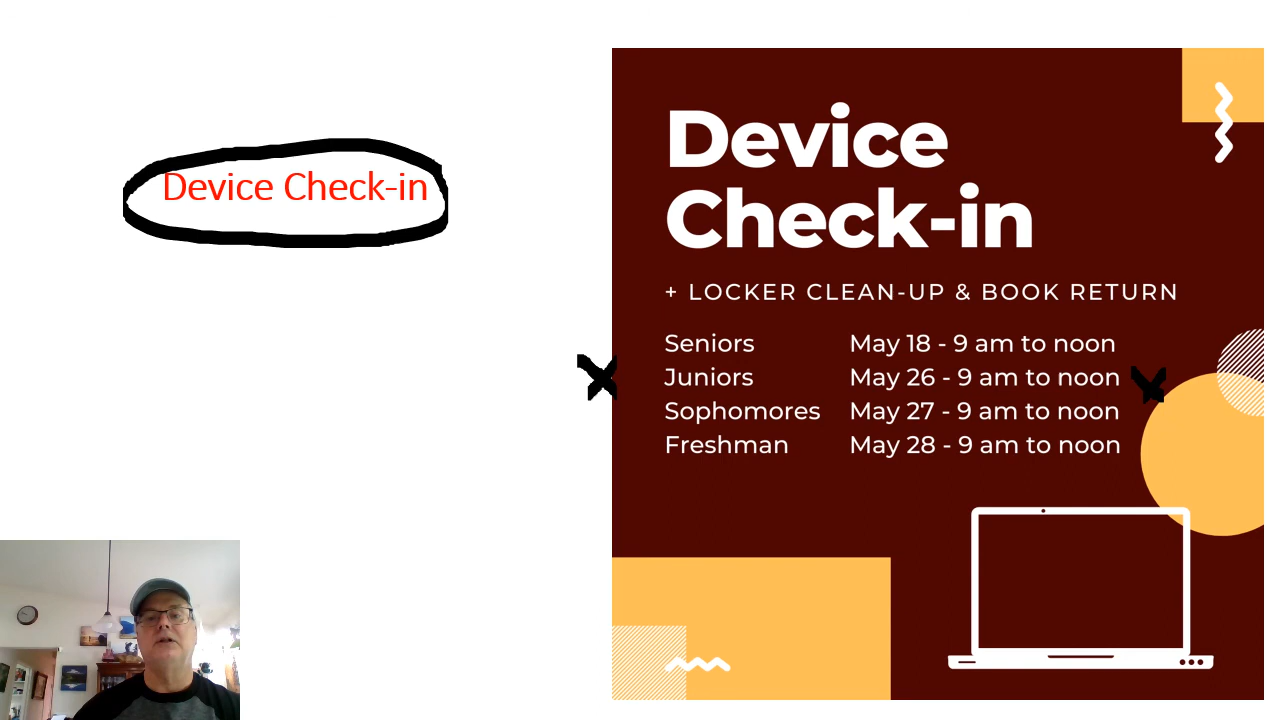 Device Check-in
Device
Check-in
+ LOCKER CLEAN-UP & BOOK RETURN
Seniors May 18 - 9 am to noon
Juniors May 26 - 9 am to noon
Sophomores May 27 - 9 am to noon
Freshman May 28 - 9 am to noon